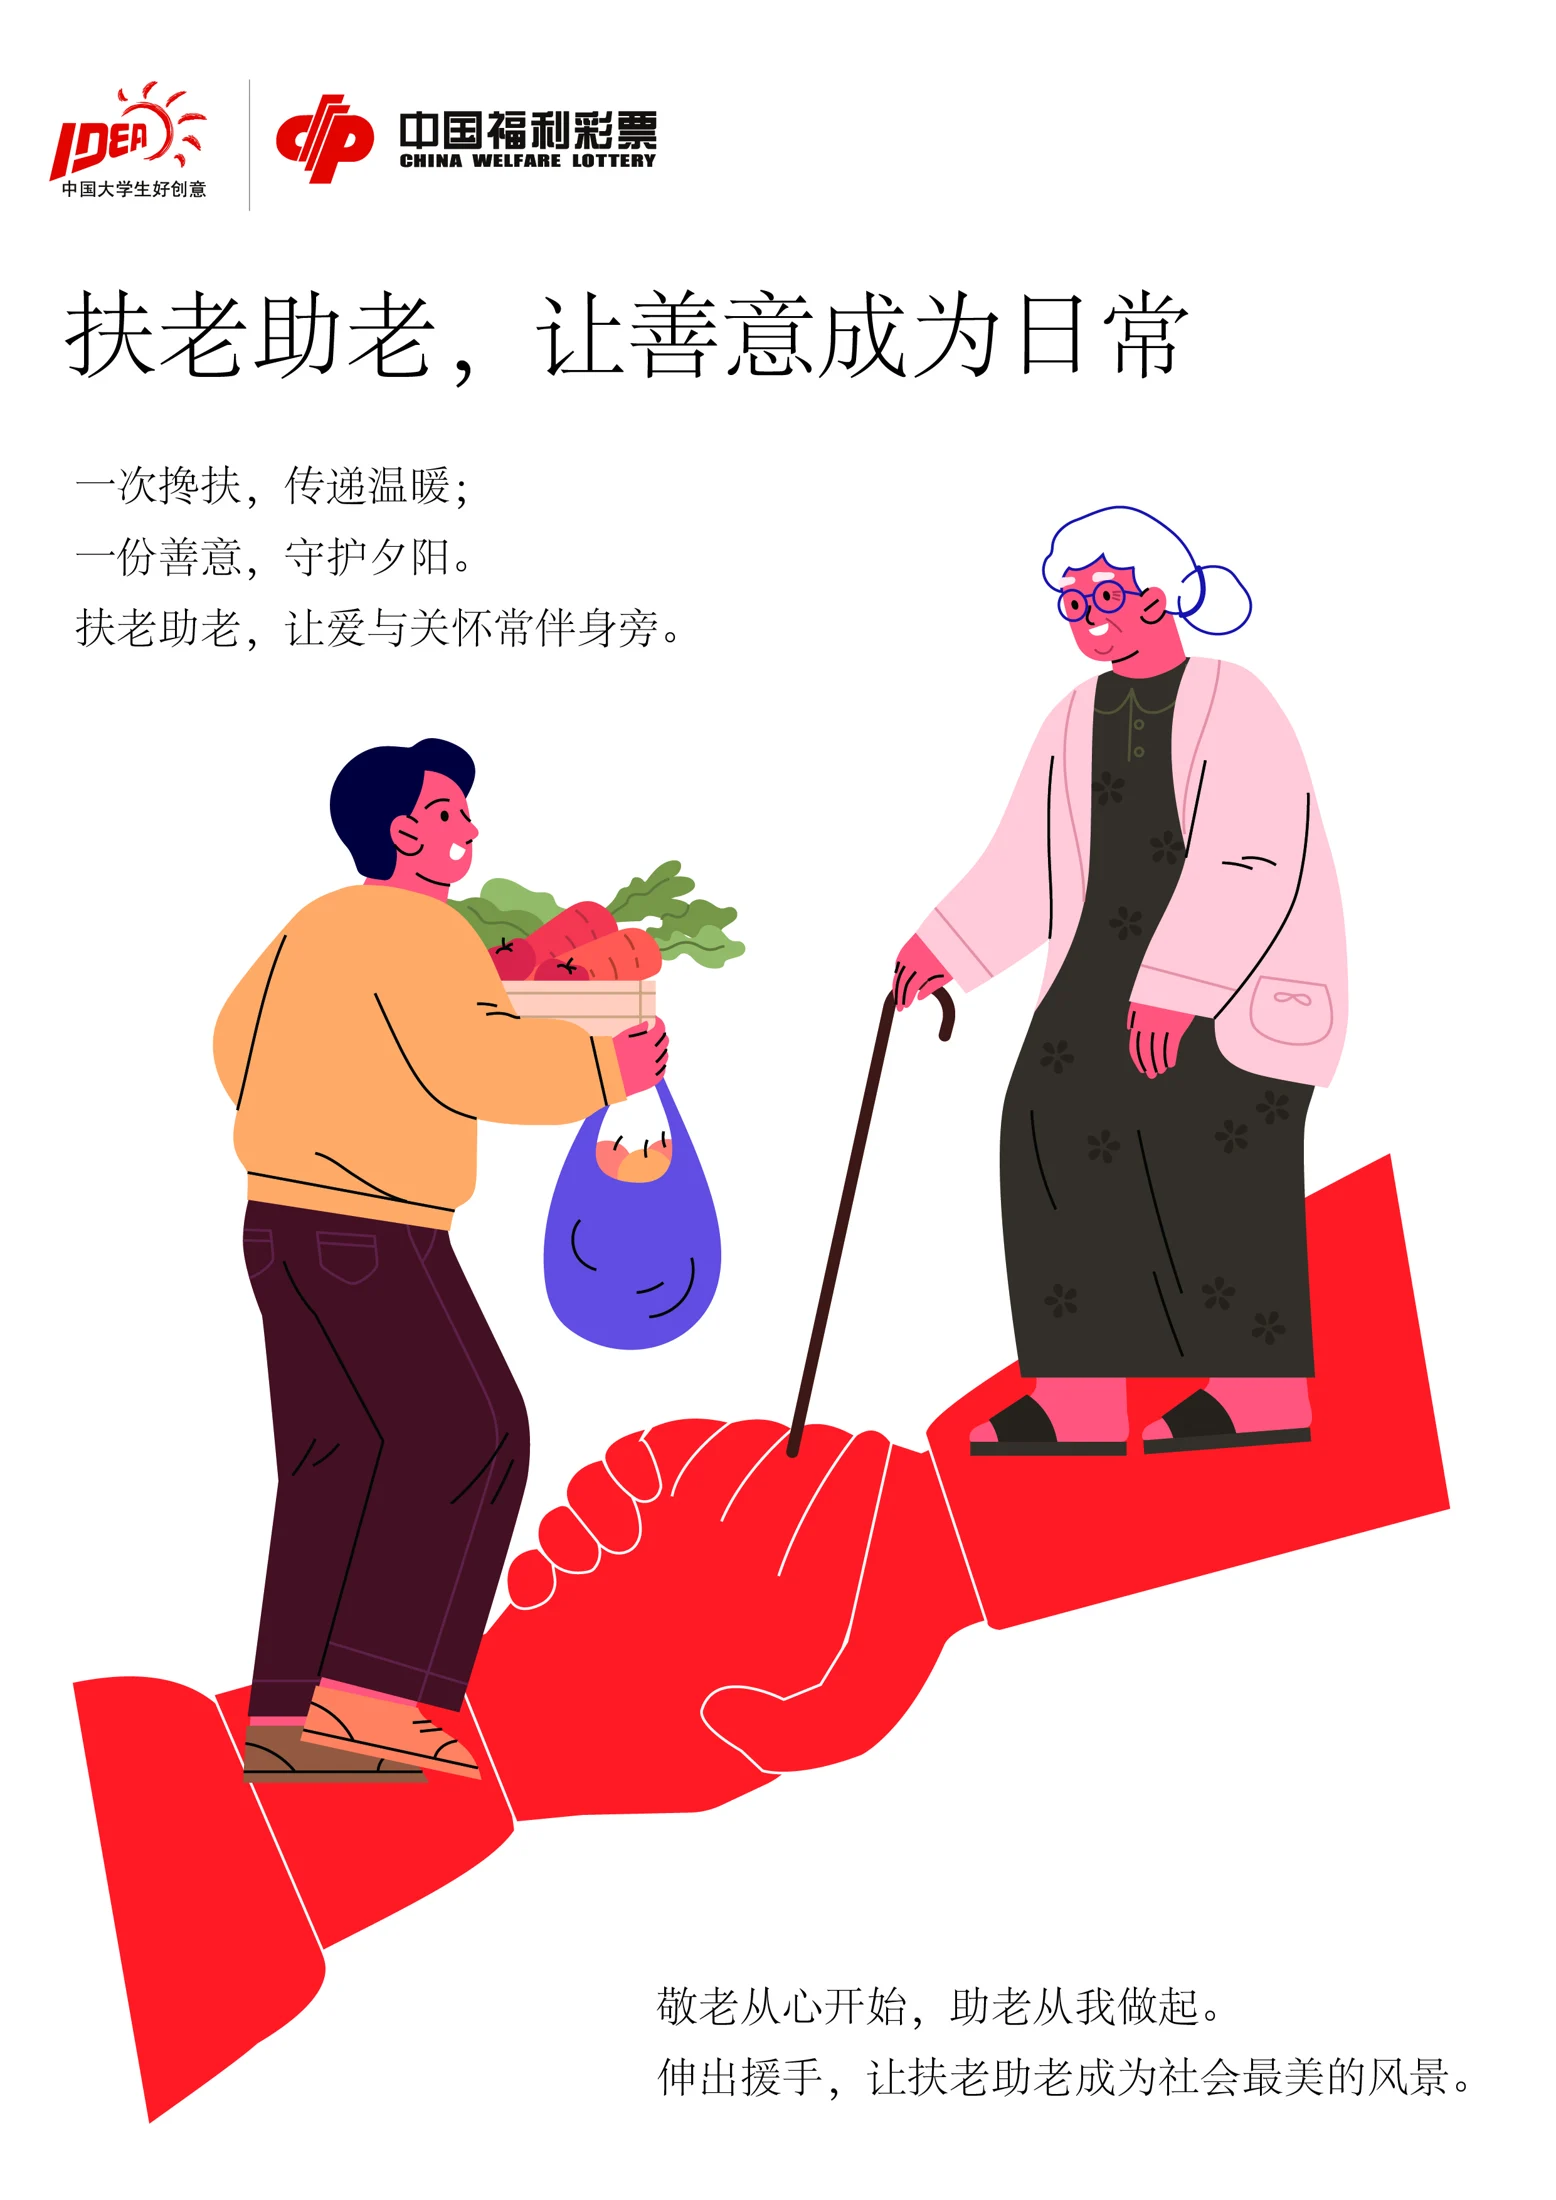 IDEA
中国大学生好创意
中国福利彩票
CHINA WELFARE LOTTERY
扶老助老，让善意成为日常
一次搀扶，传递温暖；
一份善意，守护夕阳。
扶老助老，让爱与关怀常伴身旁。
敬老从心开始，助老从我做起。
伸出援手，让扶老助老成为社会最美的风景。